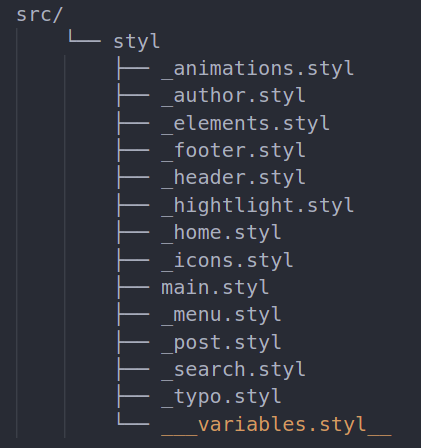 src/
└── styl
├── _animations.styl
├── _author.styl
├── _elements.styl
├── _footer.styl
├── _header.styl
├── _hightlight.styl
├── _home.styl
├── _icons.styl
├── main.styl
├── _menu.styl
├── _post.styl
├── _search.styl
├── _typo.styl
└── ___variables.styl__